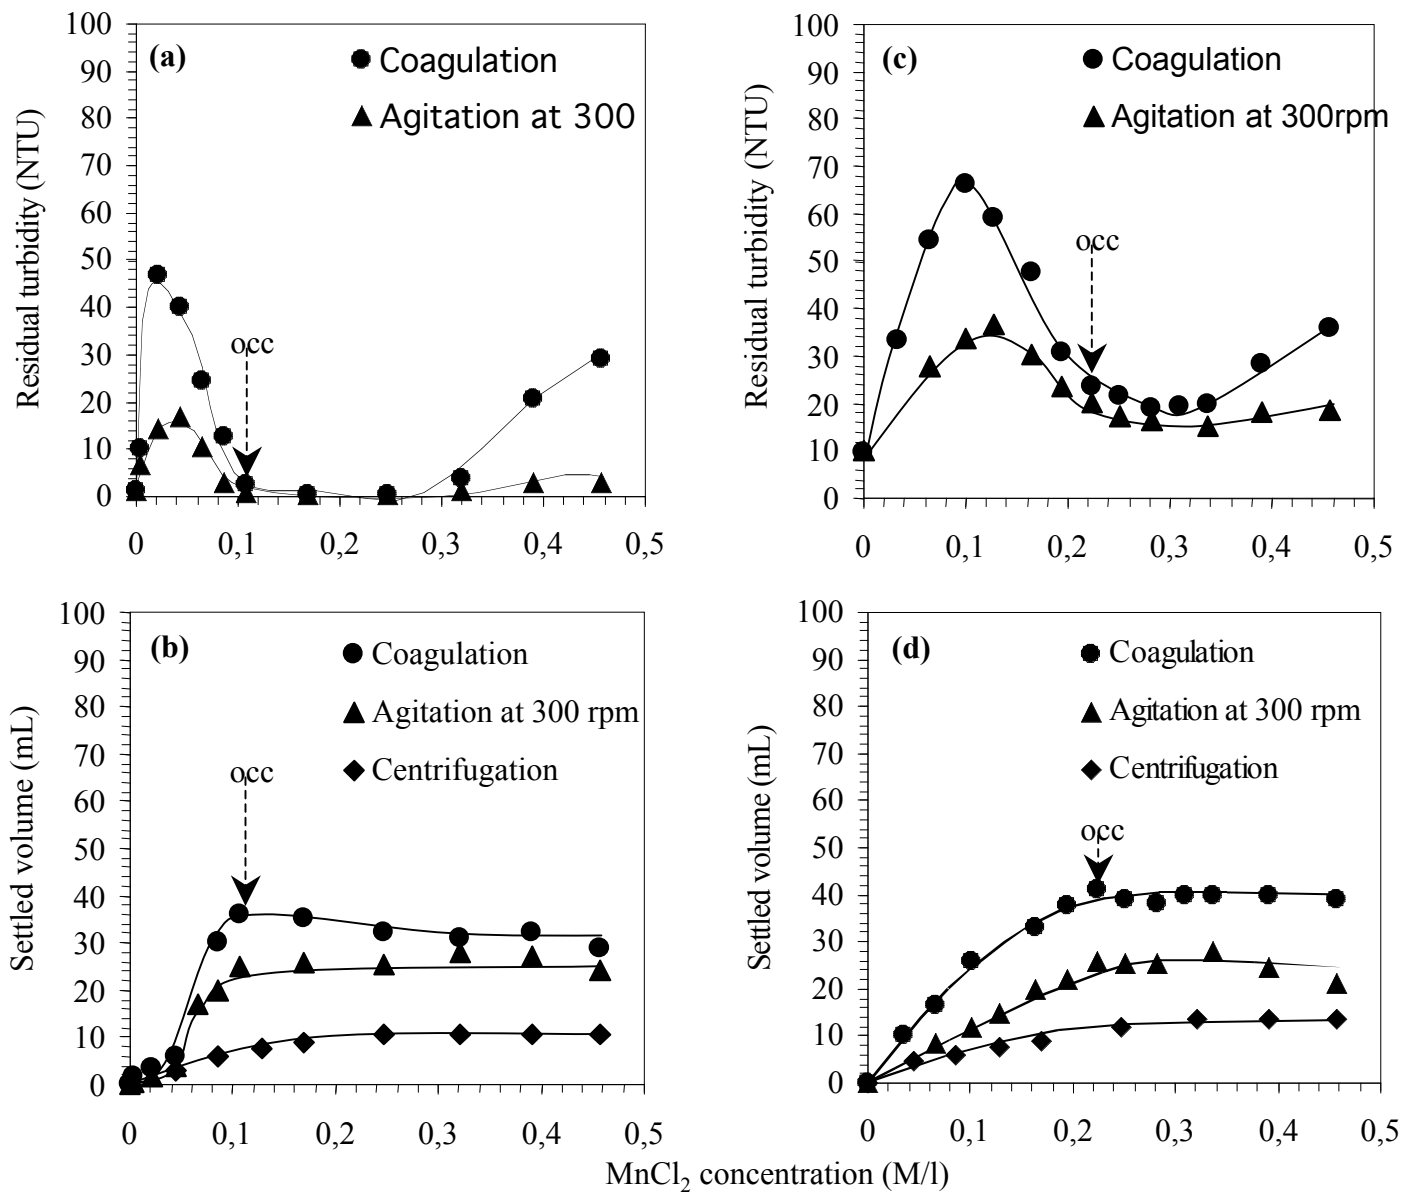 (a)
Coagulation
Agitation at 300
occ
Residual turbidity (NTU)
100
90
80
70
60
50
40
30
20
10
0
0 0,1 0,2 0,3 0,4 0,5
(c)
Coagulation
Agitation at 300rpm
occ
Residual turbidity (NTU)
100
90
80
70
60
50
40
30
20
10
0
0 0,1 0,2 0,3 0,4 0,5
(b)
Coagulation
Agitation at 300 rpm
Centrifugation
occ
Settled volume (mL)
100
90
80
70
60
50
40
30
20
10
0
0 0,1 0,2 0,3 0,4 0,5
(d)
Coagulation
Agitation at 300 rpm
Centrifugation
occ
Settled volume (mL)
100
90
80
70
60
50
40
30
20
10
0
0 0,1 0,2 0,3 0,4 0,5
MnCl₂ concentration (M/l)